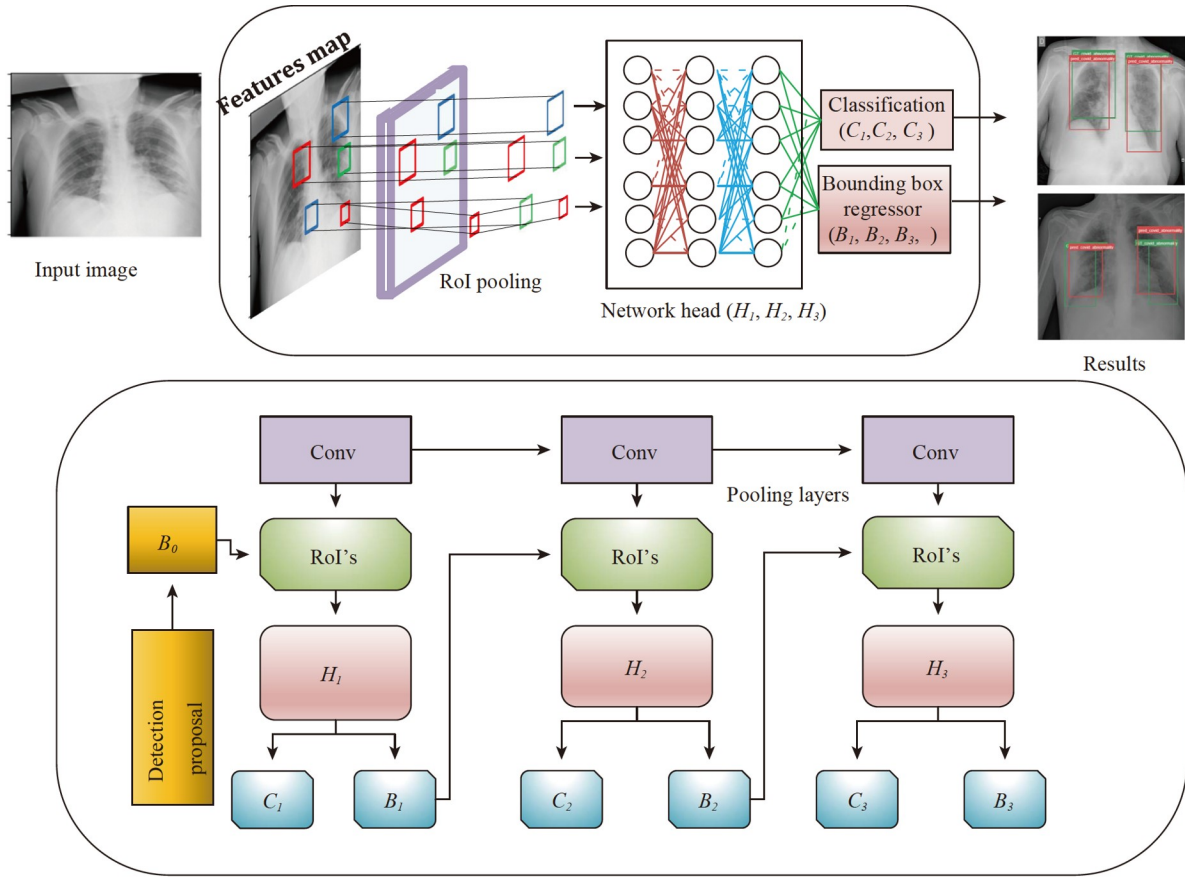 Features map
Input image
RoI pooling
Network head (H₁, H₂, H₃)
Classification
(C₁,C₂, C₃ )
Bounding box
regressor
(B₁, B₂, B₃, )
Results
Conv
Conv
Conv
Pooling layers
B₀
RoI's
RoI's
RoI's
Detection
proposal
H₁
H₂
H₃
C₁
B₁
C₂
B₂
C₃
B₃